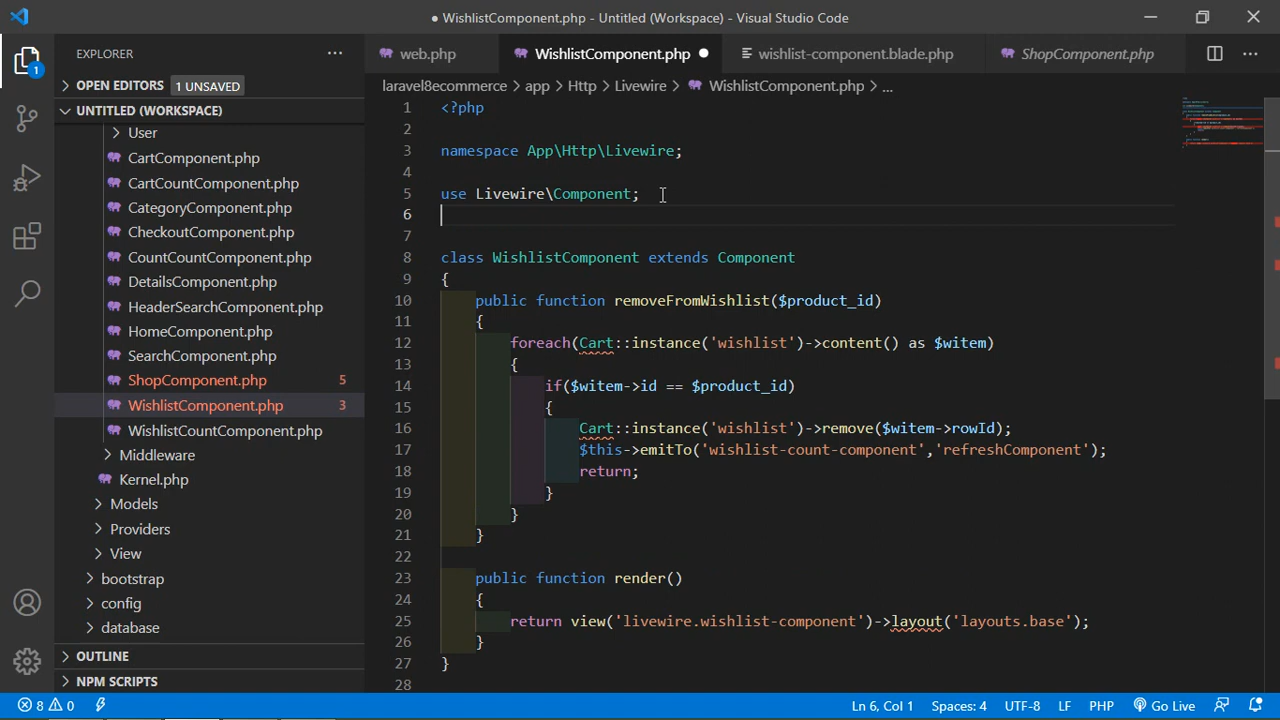 ● WishlistComponent.php - Untitled (Workspace) - Visual Studio Code
EXPLORER
web.php
WishlistComponent.php
wishlist-component.blade.php
ShopComponent.php
1
OPEN EDITORS 1 UNSAVED
laravel8ecommerce > app > Http > Livewire > WishlistComponent.php > ...
UNTITLED (WORKSPACE)
User
CartComponent.php
CartCountComponent.php
CategoryComponent.php
CheckoutComponent.php
CountCountComponent.php
DetailsComponent.php
HeaderSearchComponent.php
HomeComponent.php
SearchComponent.php
ShopComponent.php 5
WishlistComponent.php 3
WishlistCountComponent.php
Middleware
Kernel.php
Models
Providers
View
bootstrap
config
database
OUTLINE
NPM SCRIPTS
1 <?php
2
3 namespace App\Http\Livewire;
4
5 use Livewire\Component;
6
7
8 class WishlistComponent extends Component
9 {
10 public function removeFromWishlist($product_id)
11 {
12 foreach(Cart::instance('wishlist')->content() as $witem)
13 {
14 if($witem->id == $product_id)
15 {
16 Cart::instance('wishlist')->remove($witem->rowId);
17 $this->emitTo('wishlist-count-component','refreshComponent');
18 return;
19 }
20 }
21 }
22
23 public function render()
24 {
25 return view('livewire.wishlist-component')->layout('layouts.base');
26 }
27 }
28
8 0
Ln 6, Col 1 Spaces: 4 UTF-8 LF PHP Go Live